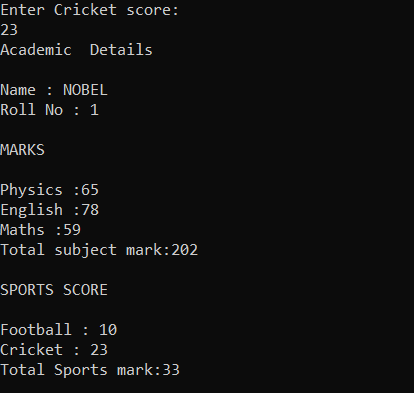 Enter Cricket score:
23
Academic  Details
Name : NOBEL
Roll No : 1
MARKS
Physics :65
English :78
Maths :59
Total subject mark:202
SPORTS SCORE
Football : 10
Cricket : 23
Total Sports mark:33